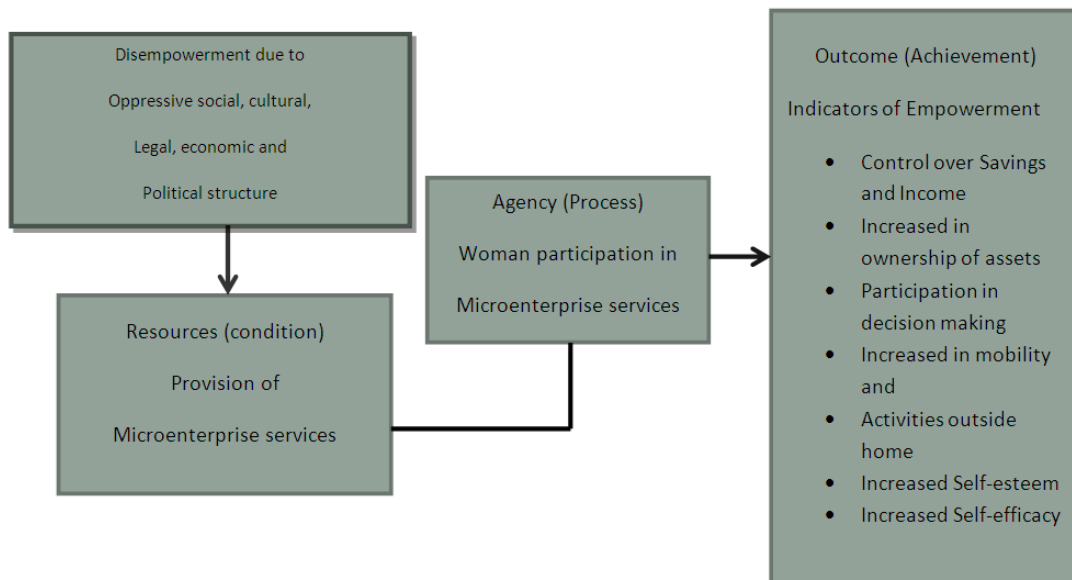 Disempowerment due to
Oppressive social, cultural,
Legal, economic and
Political structure
Resources (condition)
Provision of
Microenterprise services
Agency (Process)
Woman participation in
Microenterprise services
Outcome (Achievement)
Indicators of Empowerment
• Control over Savings
and Income
• Increased in
ownership of assets
• Participation in
decision making
• Increased in mobility
and
• Activities outside
home
• Increased Self-esteem
• Increased Self-efficacy